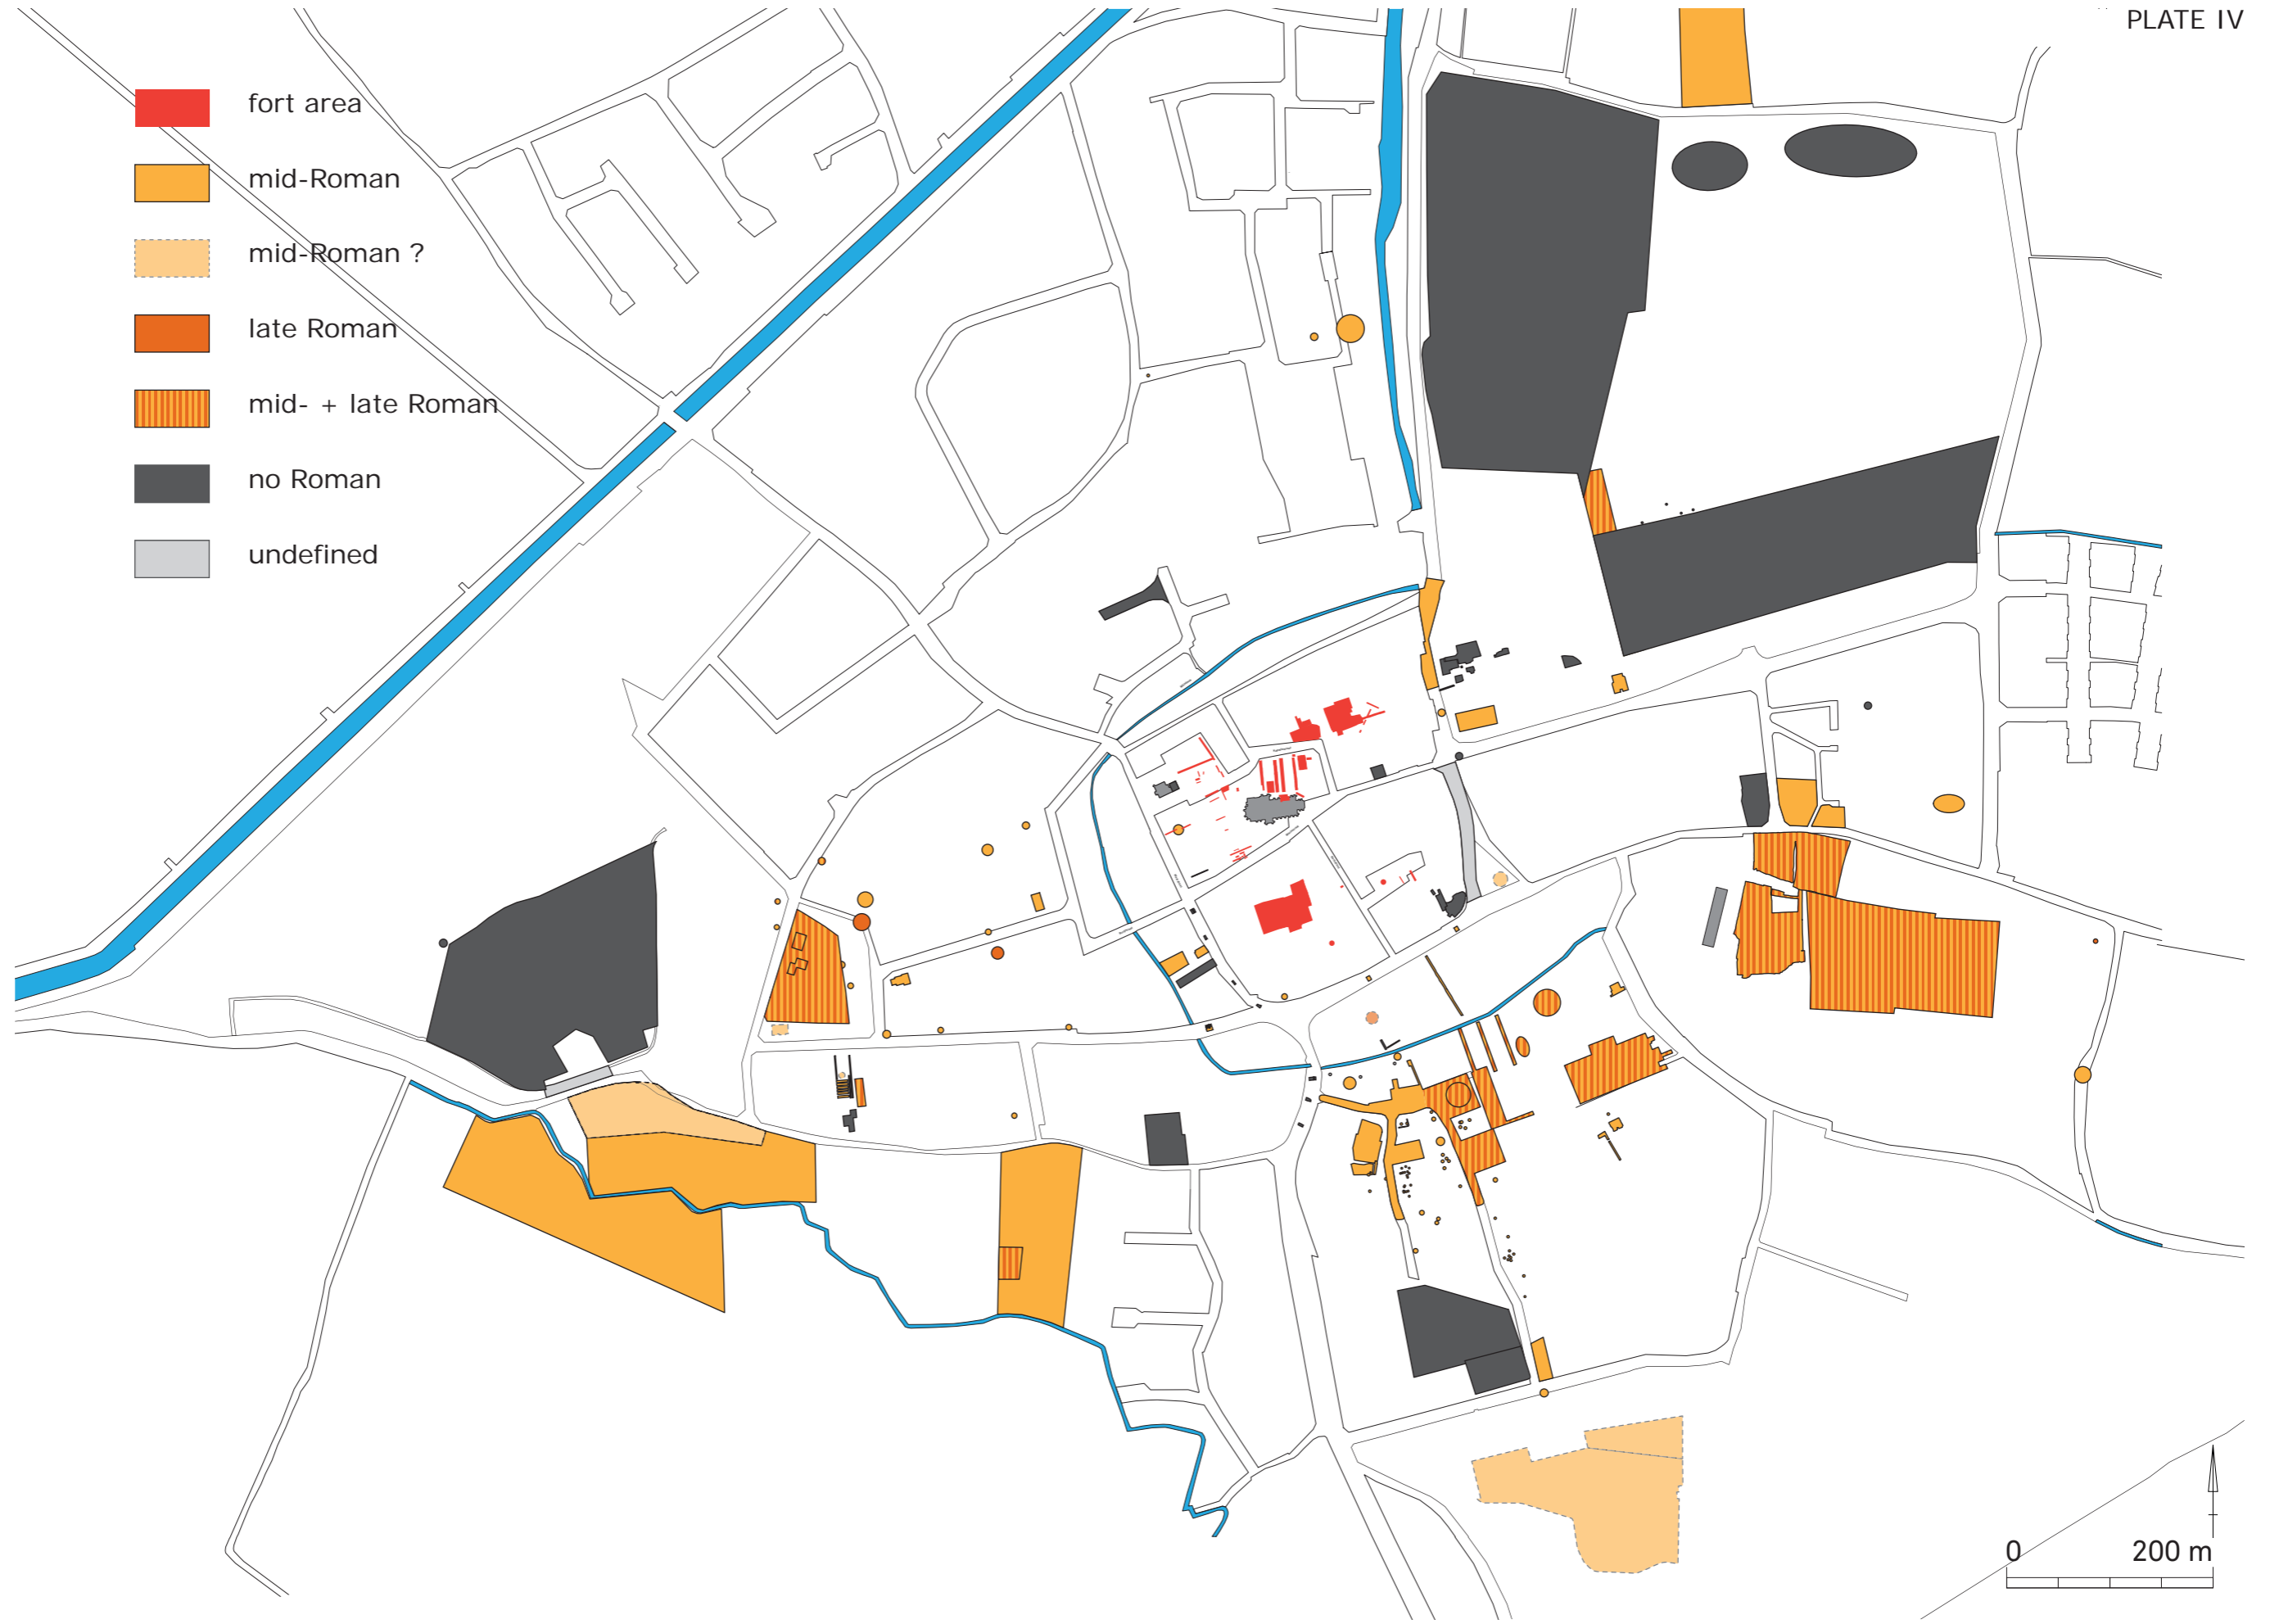 PLATE IV
fort area
mid-Roman
mid-Roman ?
late Roman
mid- + late Roman
no Roman
undefined
0 200 m